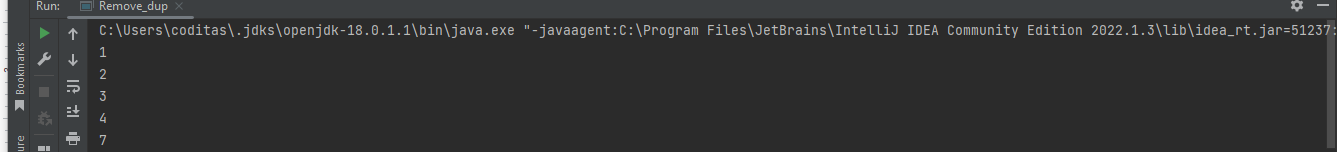 Run: Remove_dup
C:\Users\coditas\.jdks\openjdk-18.0.1.1\bin\java.exe "-javaagent:C:\Program Files\JetBrains\IntelliJ IDEA Community Edition 2022.1.3\lib\idea_rt.jar=51237:
1
2
3
4
7
Bookmarks
ure